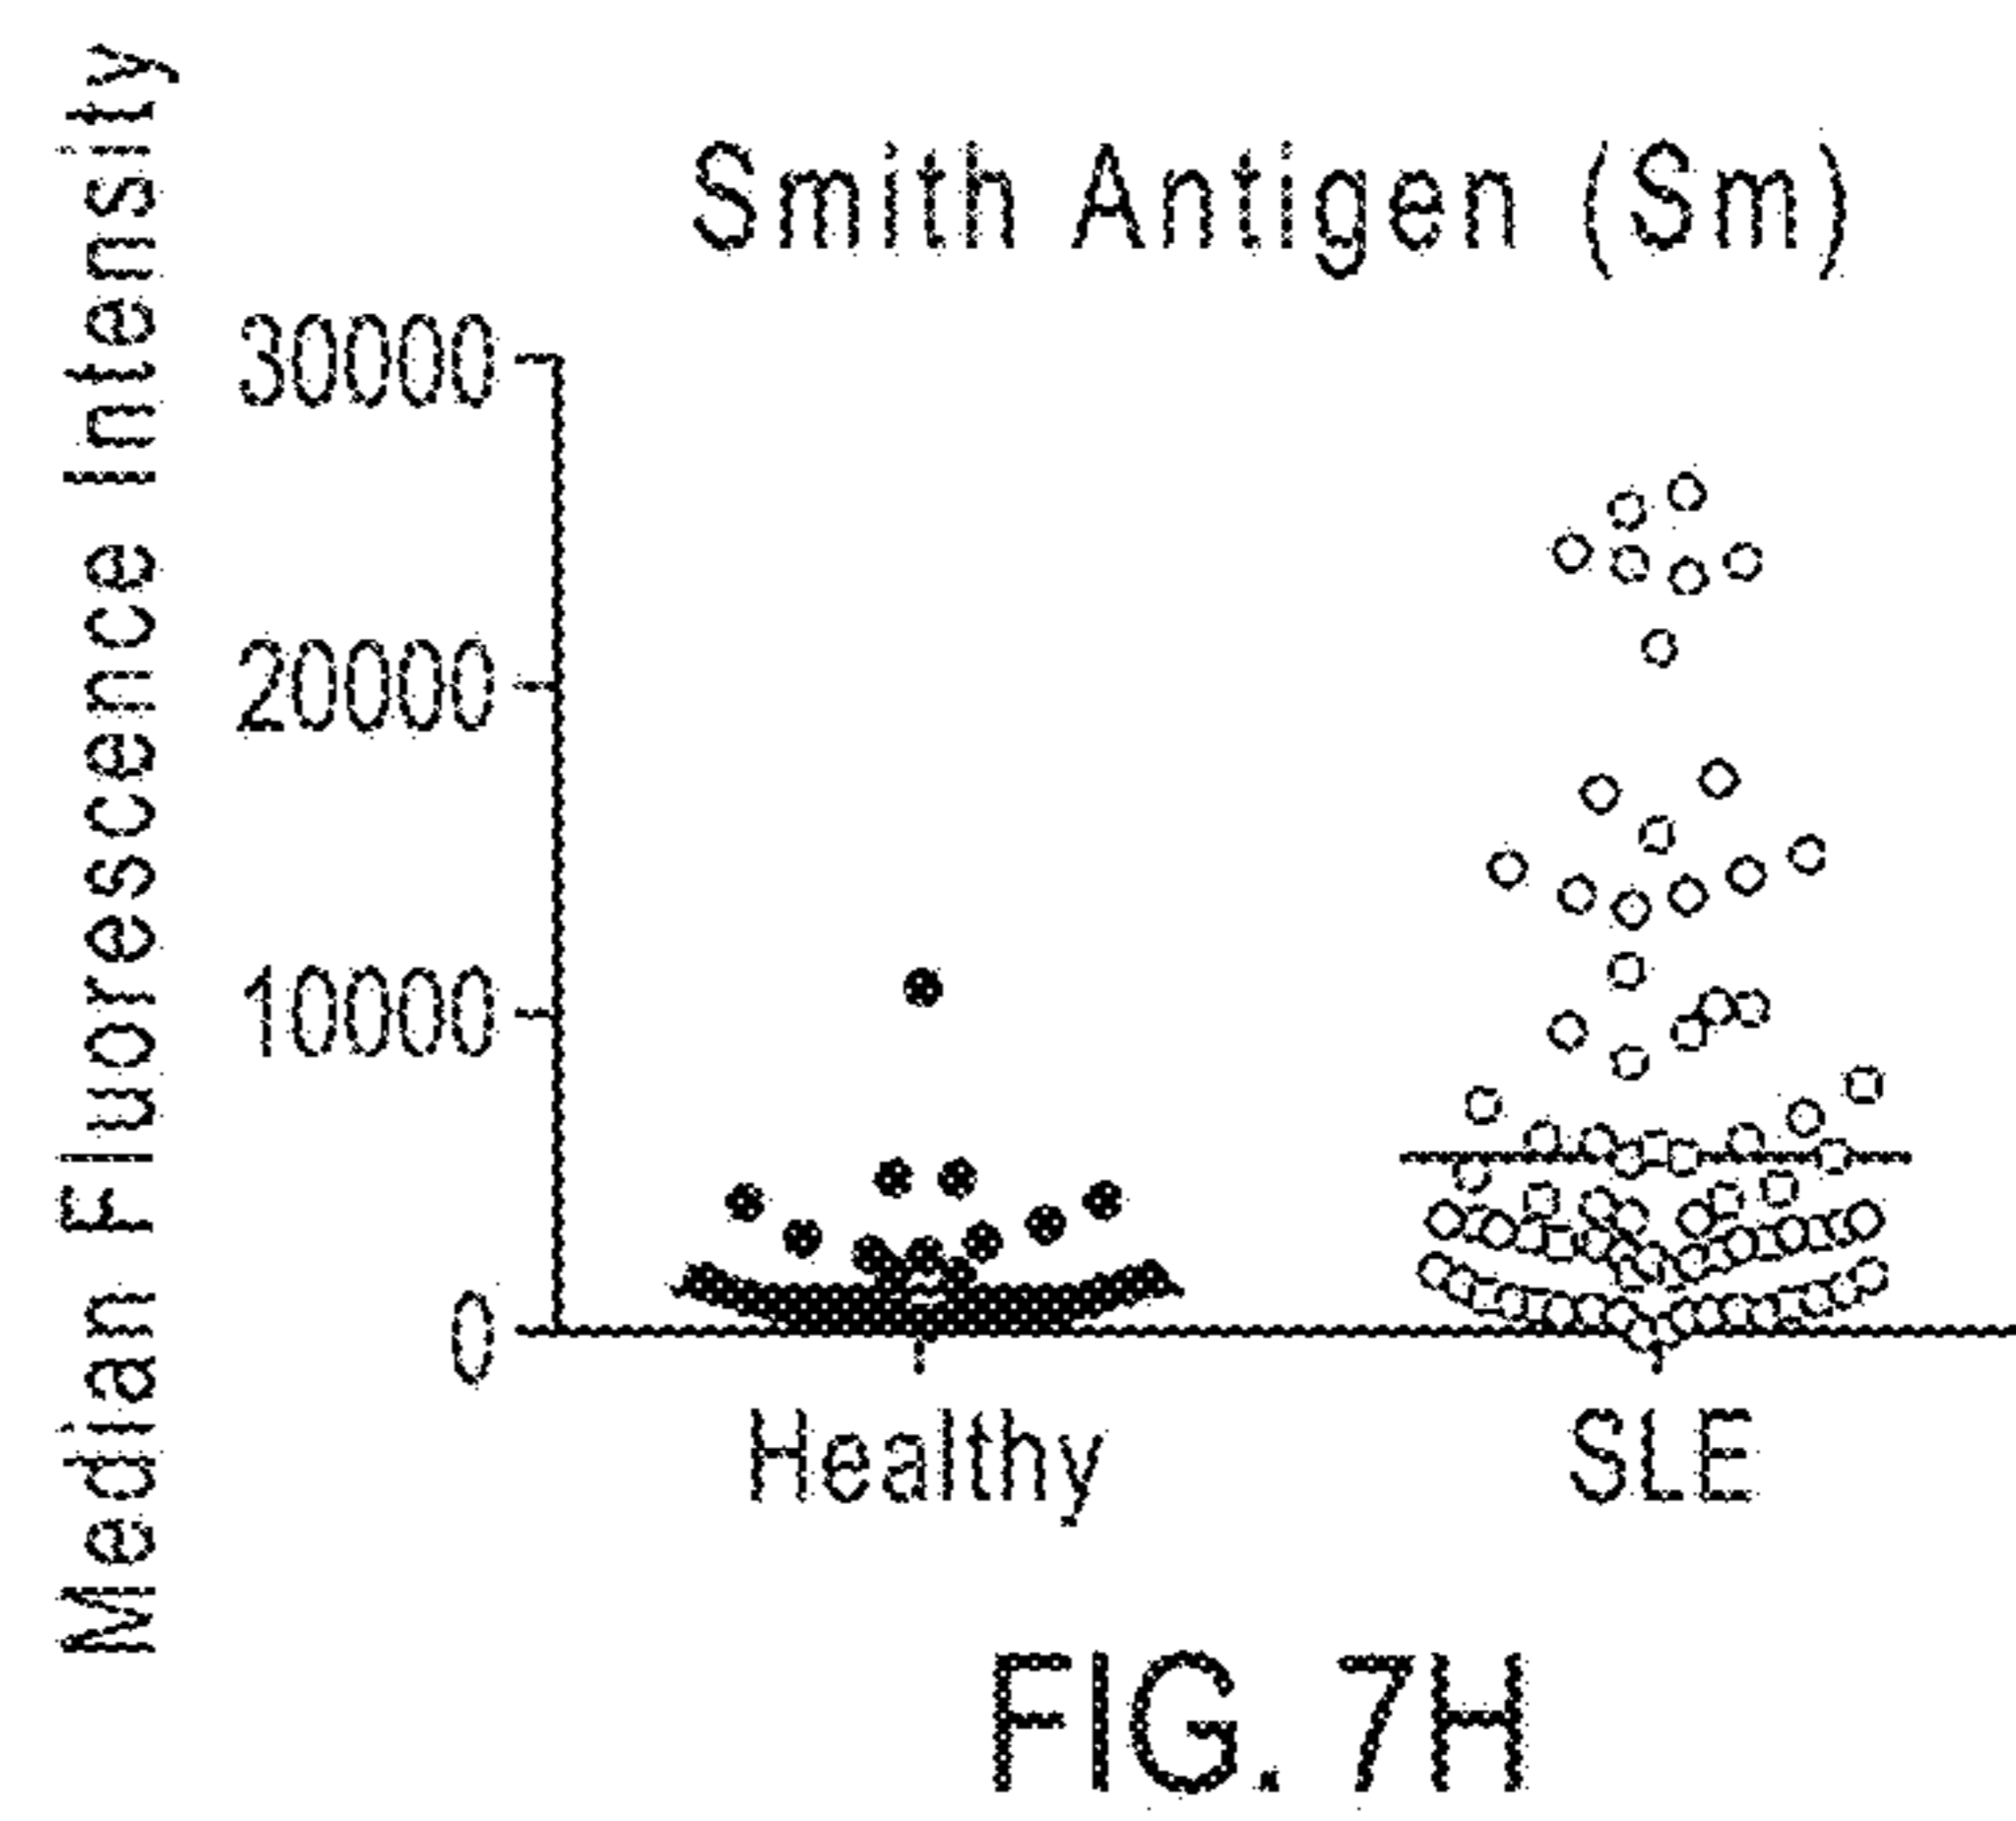 Smith Antigen (Sm)
Median Fluorescence Intensity
30000
20000
10000
0
Healthy
SLE
FIG. 7H